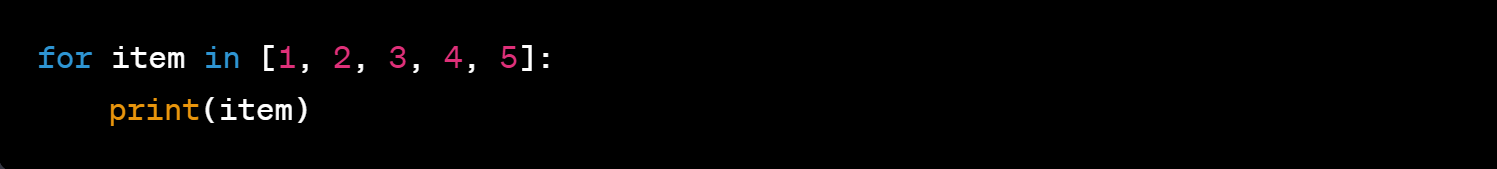 for item in [1, 2, 3, 4, 5]:
    print(item)